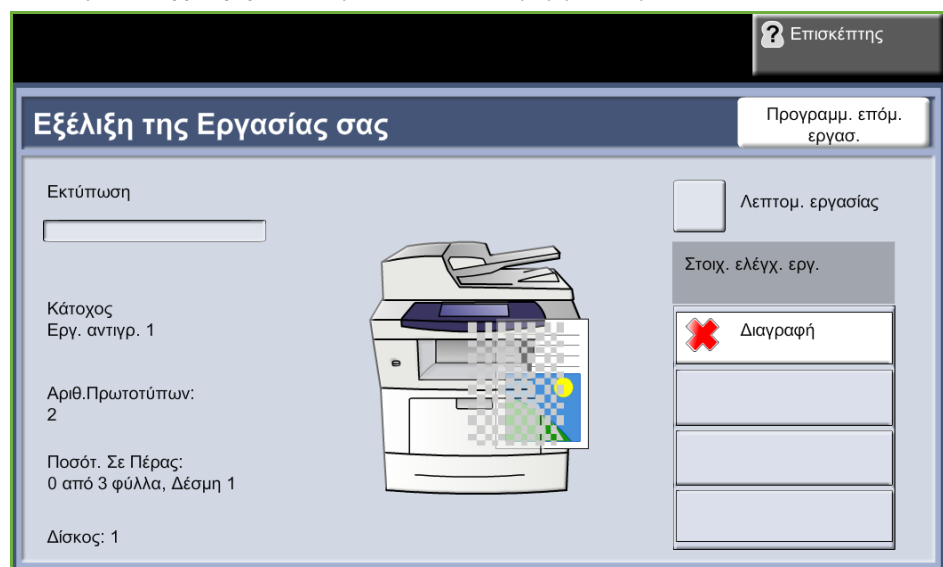 Επισκέπτης
Εξέλιξη της Εργασίας σας
Προγραμμ. επόμ.
εργασ.
Εκτύπωση
Λεπτομ. εργασίας
Στοιχ. ελέγχ. εργ.
Κάτοχος
Εργ. αντιγρ. 1
Διαγραφή
Αριθ.Πρωτοτύπων:
2
Ποσότ. Σε Πέρας:
0 από 3 φύλλα, Δέσμη 1
Δίσκος: 1